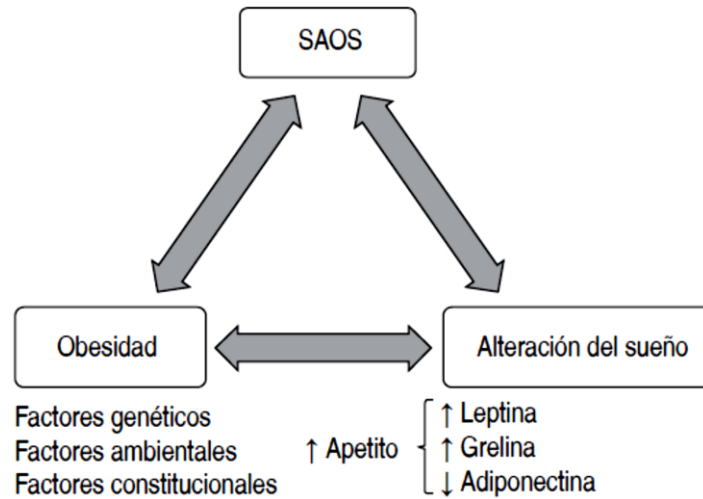 SAOS
Obesidad
Alteración del sueño
Factores genéticos
Factores ambientales
Factores constitucionales
↑ Apetito
↑ Leptina
↑ Grelina
↓ Adiponectina